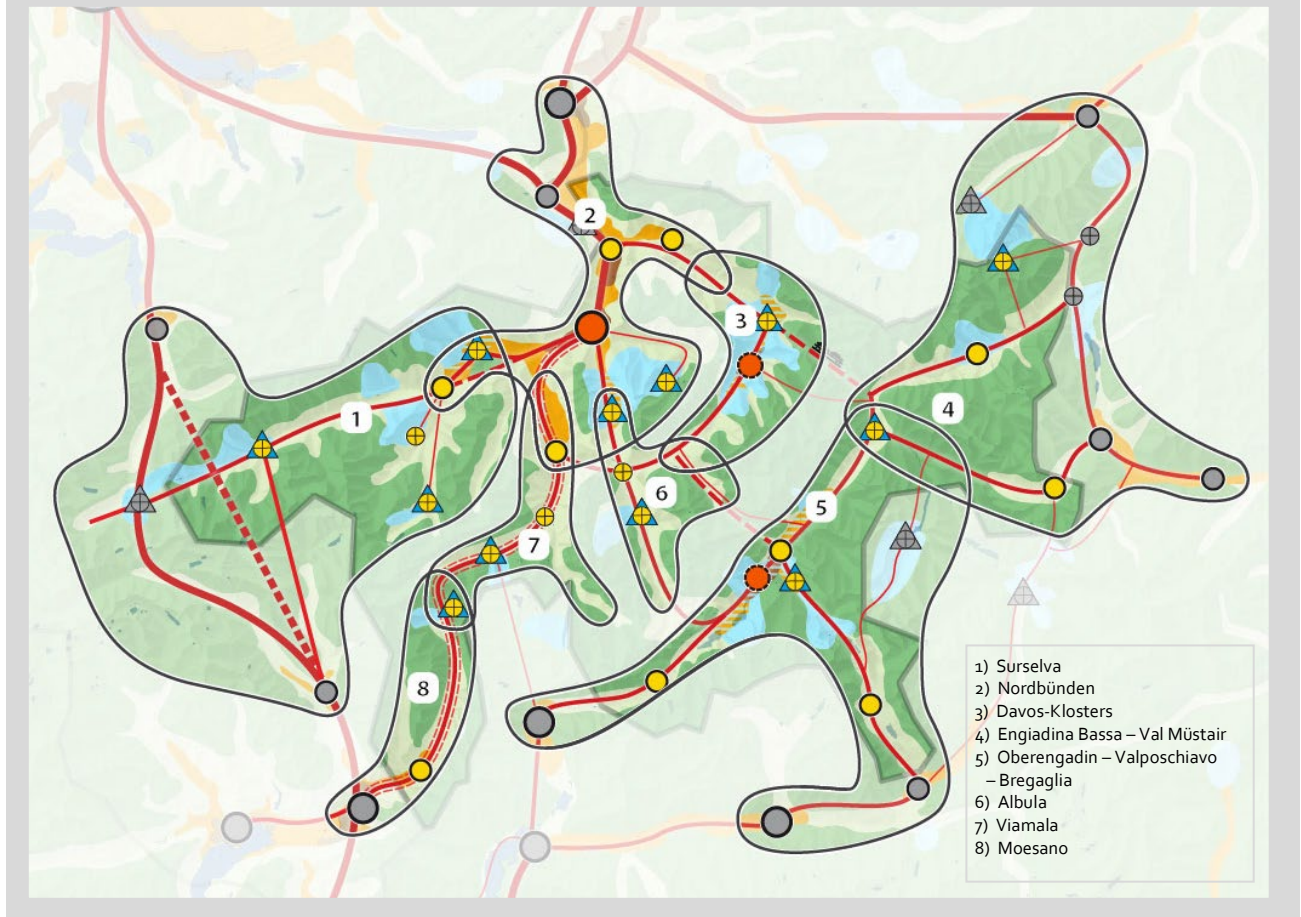 2
3
1
4
5
6
7
8
1) Surselva
2) Nordbünden
3) Davos-Klosters
4) Engiadina Bassa – Val Müstair
5) Oberengadin – Valposchiavo
– Bregaglia
6) Albula
7) Viamala
8) Moesano